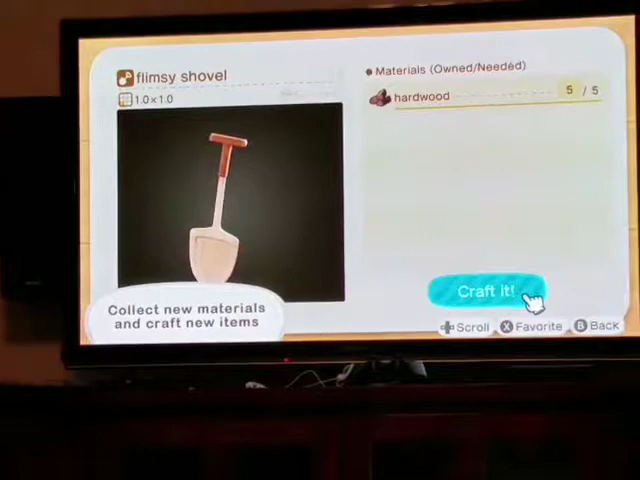 flimsy shovel
1.0×1.0
Materials (Owned/Needed)
hardwood 5 / 5
Craft it!
Collect new materials
and craft new items
Scroll X Favorite B Back